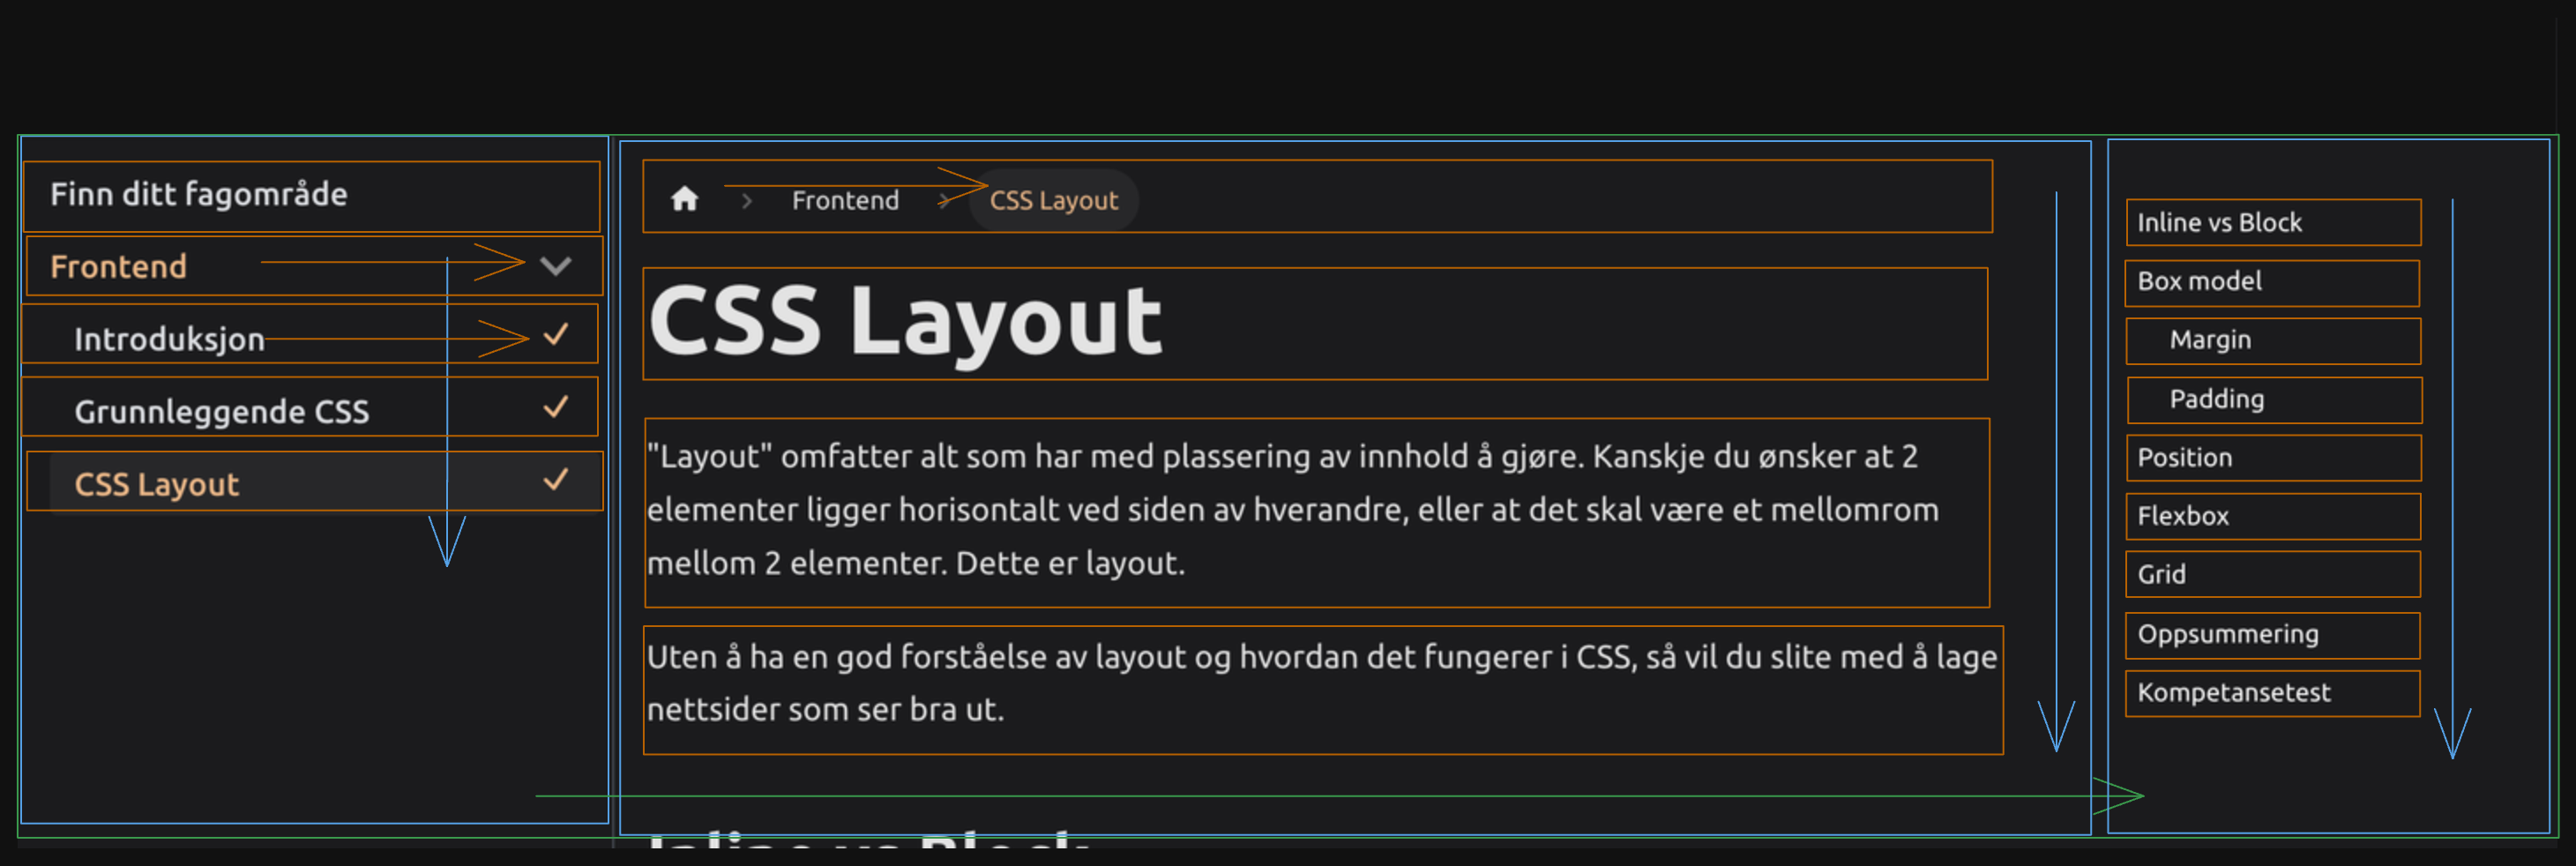 Finn ditt fagområde
Frontend
Introduksjon
Grunnleggende CSS
CSS Layout
Frontend
CSS Layout
CSS Layout
"Layout" omfatter alt som har med plassering av innhold å gjøre. Kanskje du ønsker at 2
elementer ligger horisontalt ved siden av hverandre, eller at det skal være et mellomrom
mellom 2 elementer. Dette er layout.
Uten å ha en god forståelse av layout og hvordan det fungerer i CSS, så vil du slite med å lage
nettsider som ser bra ut.
Inline vs Block
Inline vs Block
Box model
Margin
Padding
Position
Flexbox
Grid
Oppsummering
Kompetansetest